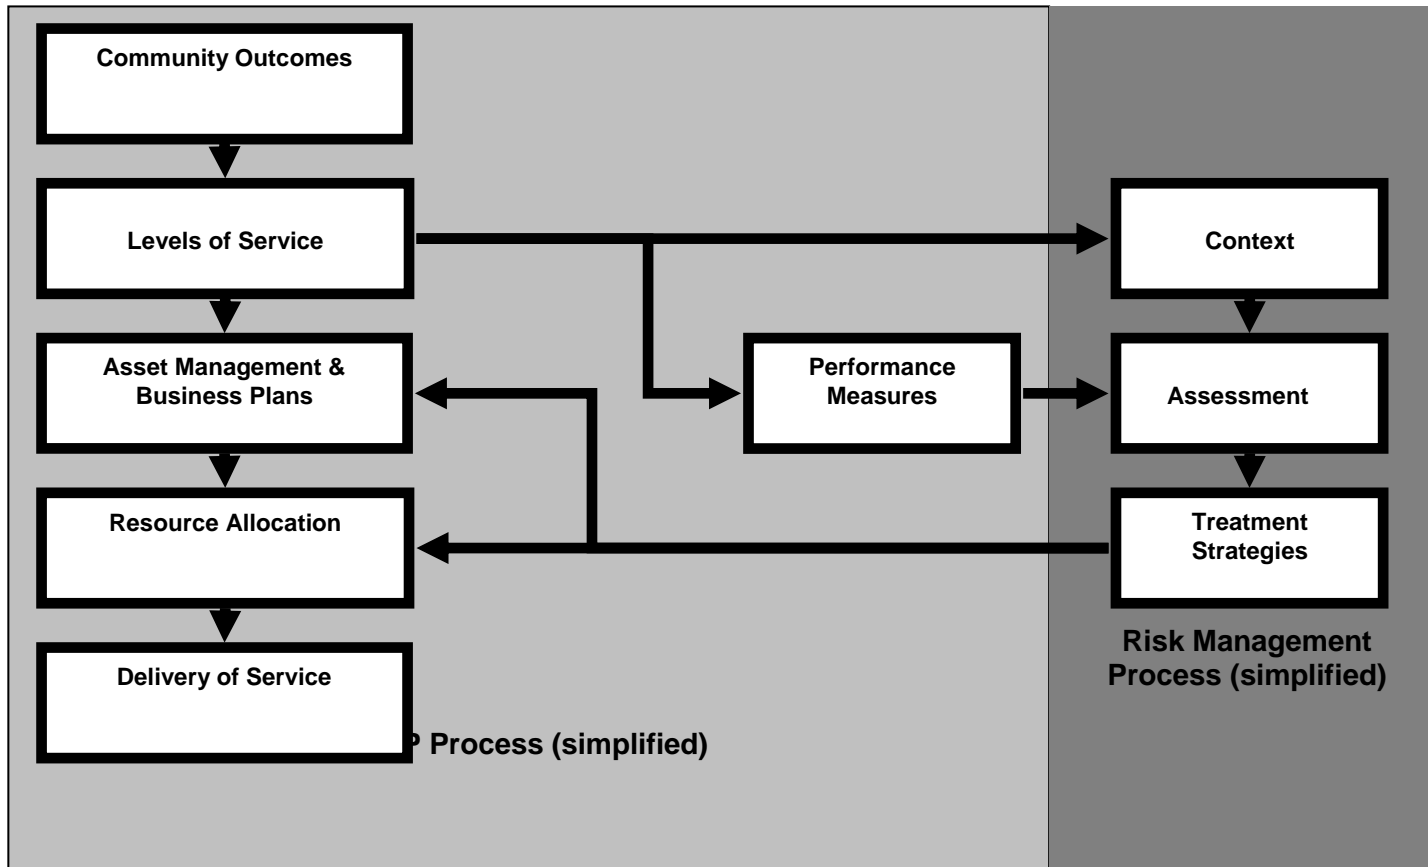 Community Outcomes
Levels of Service
Context
Asset Management &
Business Plans
Performance
Measures
Assessment
Resource Allocation
Treatment
Strategies
Delivery of Service
Risk Management
Process (simplified)
Process (simplified)